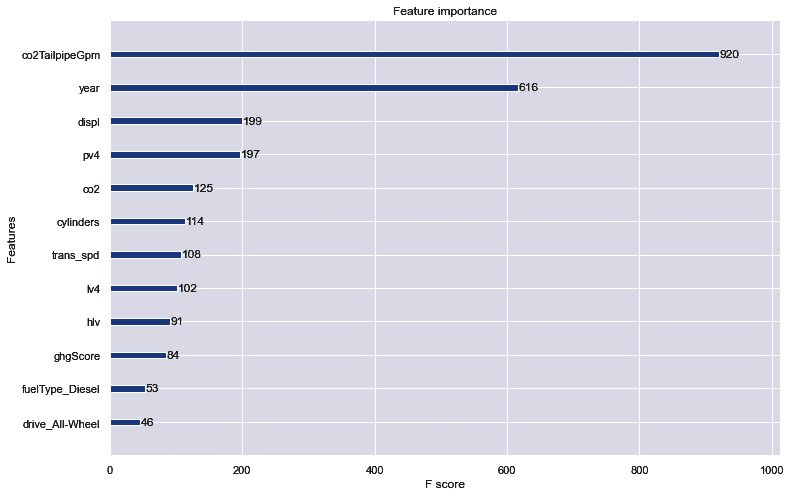 Feature importance
co2TailpipeGpm 920
year 616
displ 199
pv4 197
co2 125
cylinders 114
trans_spd 108
lv4 102
hlv 91
ghgScore 84
fuelType_Diesel 53
drive_All-Wheel 46
Features
0 200 400 600 800 1000
F score